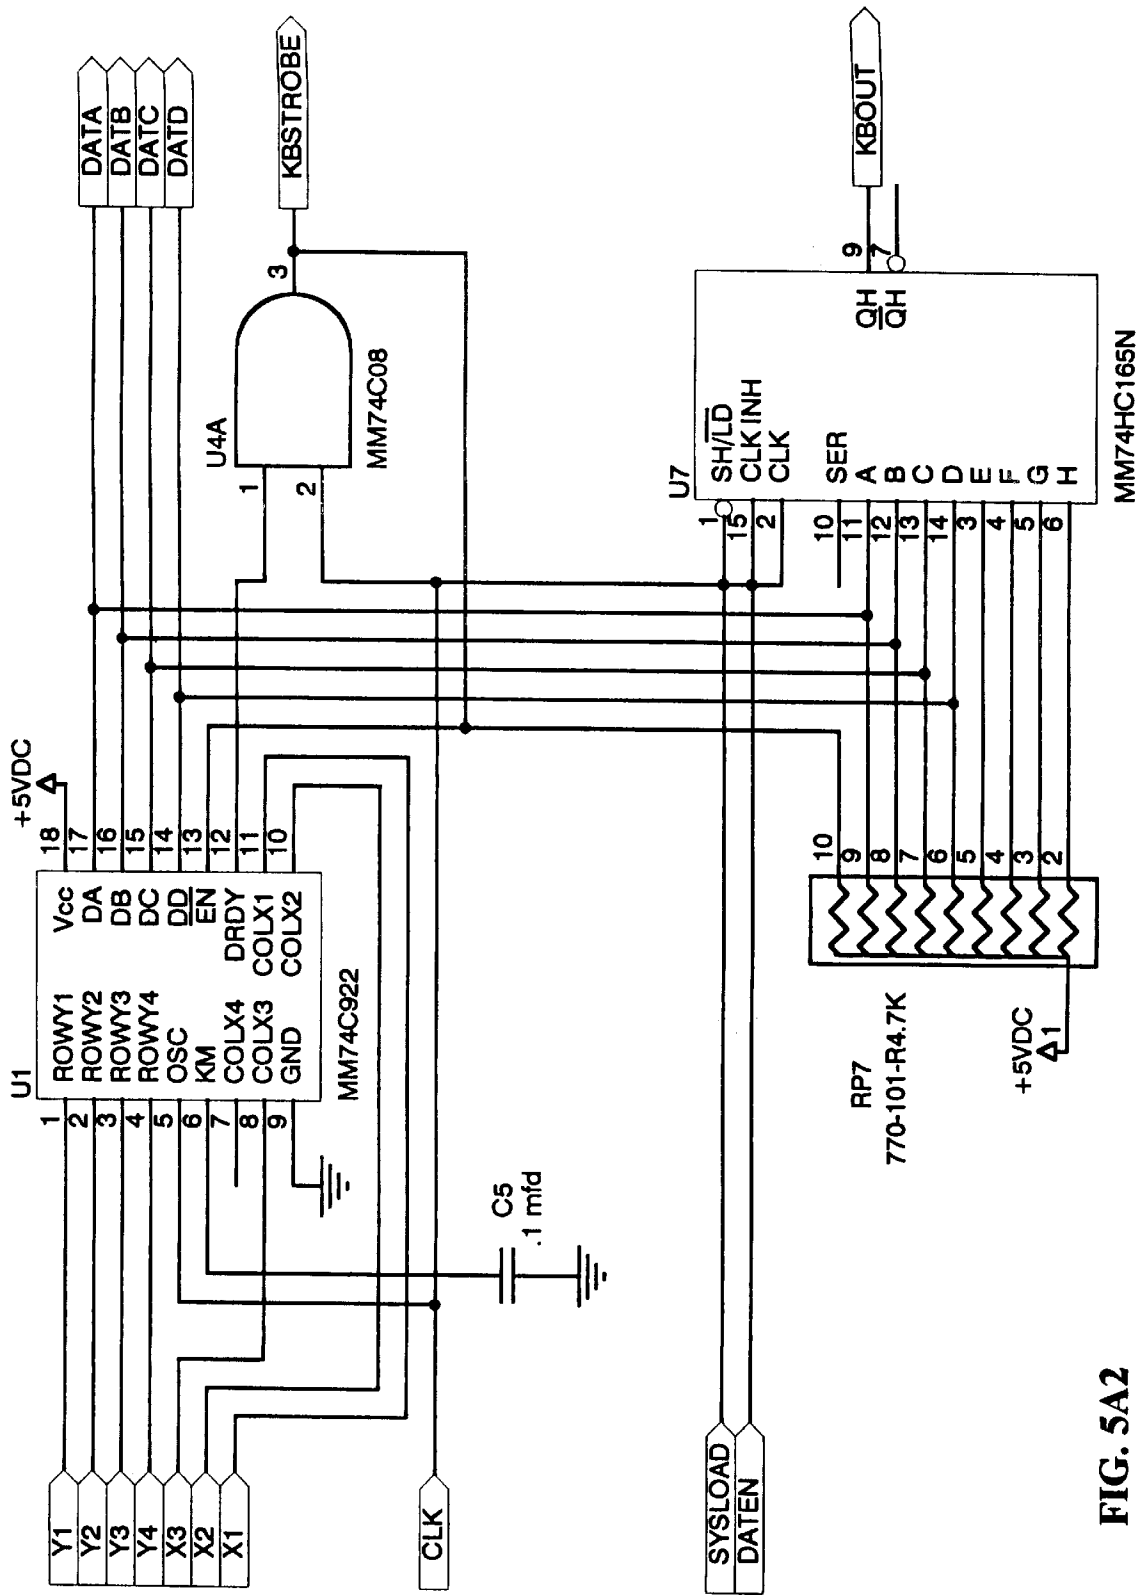 Y1
Y2
Y3
Y4
X3
X2
X1
CLK
SYSLOAD
DATEN
U1
1 ROWY1
2 ROWY2
3 ROWY3
4 ROWY4
5 OSC
6 KM
7 COLX4
8 COLX3
9 GND
Vcc 18
DA 17
DB 16
DC 15
DD 14
EN 13
DRDY 12
COLX1 11
COLX2 10
MM74C922
+5VDC
C5
.1 mfd
DATA
DATB
DATC
DATD
U4A
1
2
3
MM74C08
KBSTROBE
U7
1 SH/LD
15 CLK INH
2 CLK
10 SER
11 A
12 B
13 C
14 D
3 E
4 F
5 G
6 H
QH 9
QH 7
MM74HC165N
KBOUT
10
9
8
7
6
5
4
3
2
RP7
770-101-R4.7K
+5VDC
1
FIG. 5A2